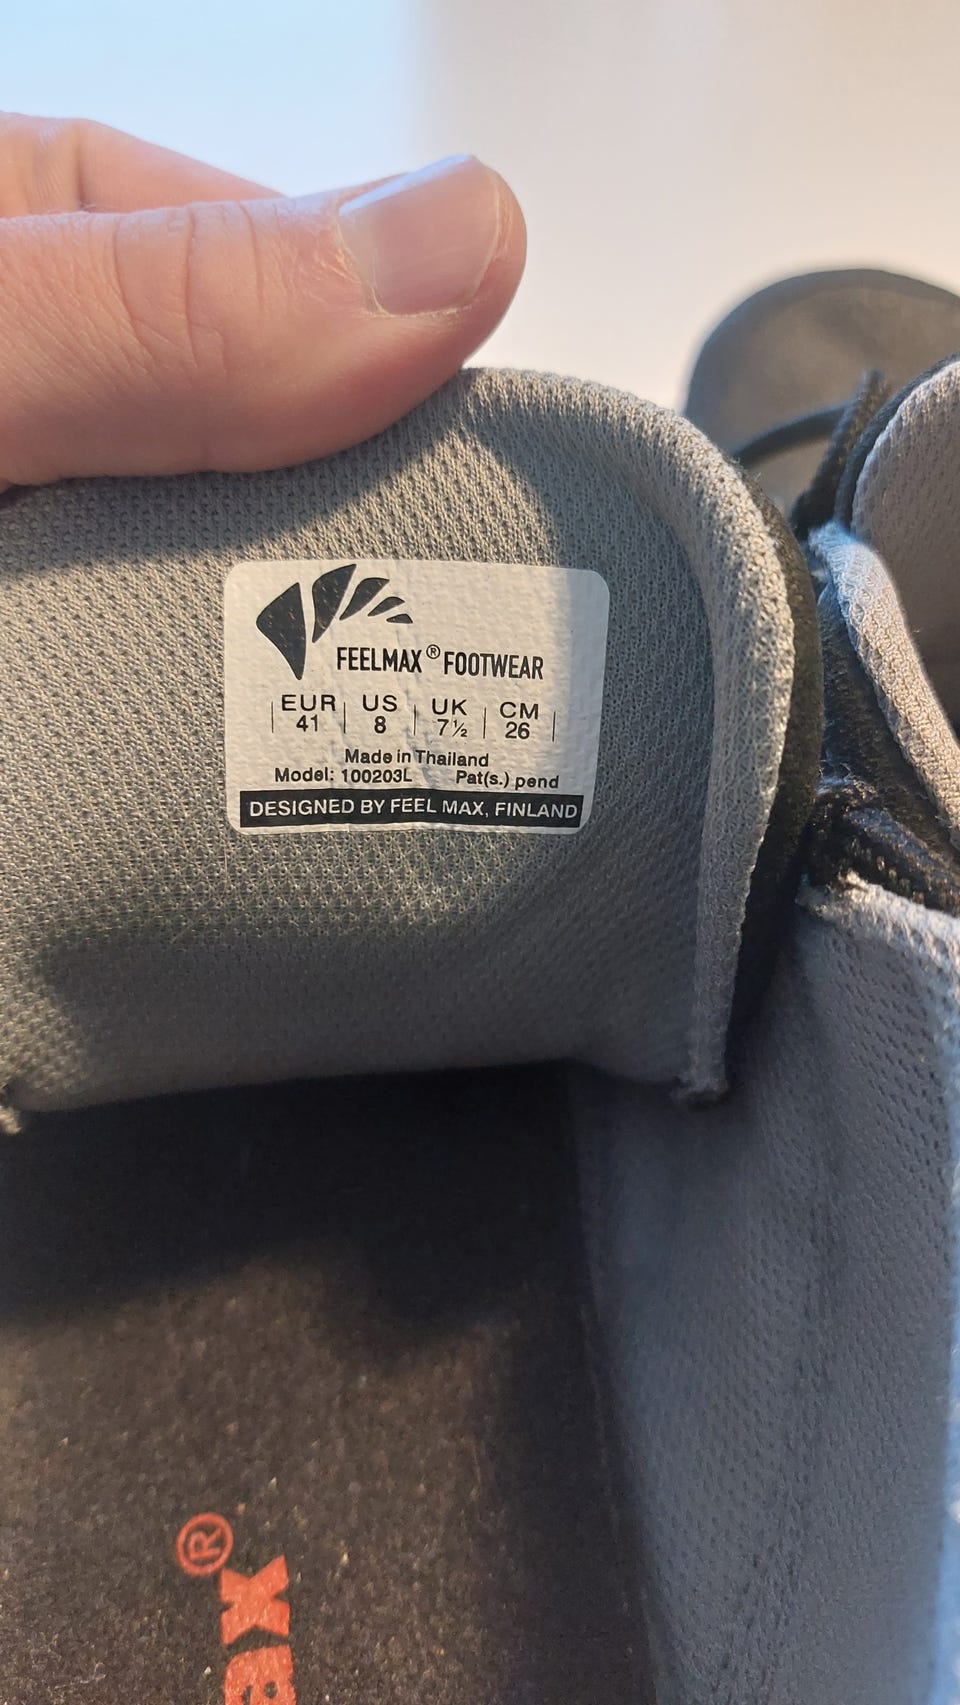 FEELMAX® FOOTWEAR
EUR | US | UK | CM
41 | 8 | 7½ | 26
Made in Thailand
Model: 100203L Pat(s.) pend
DESIGNED BY FEEL MAX, FINLAND
ax®